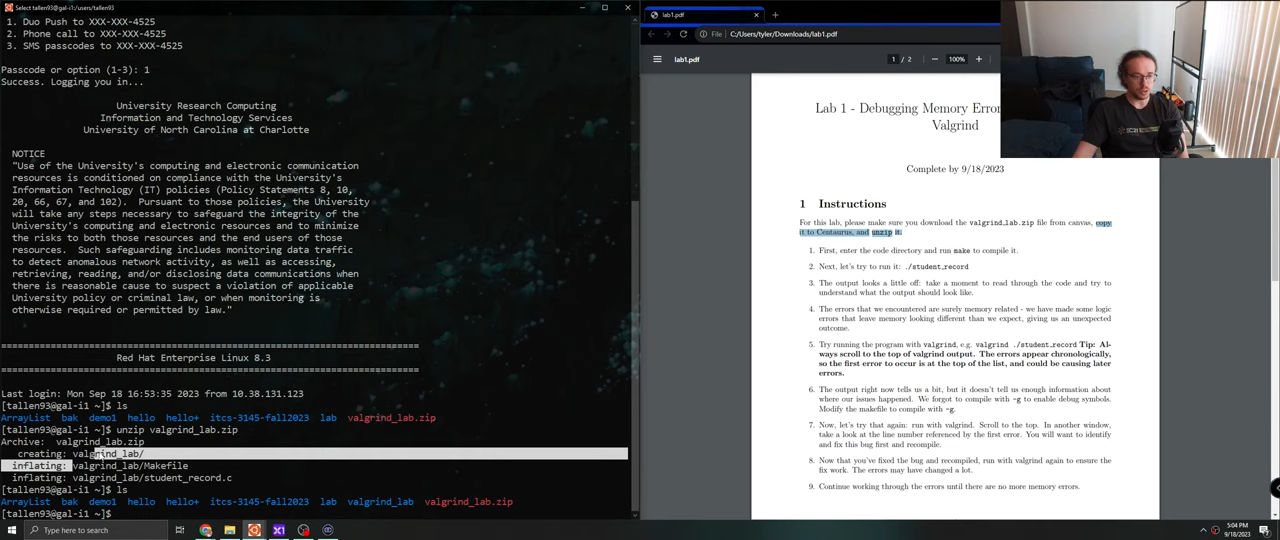 Select tallen93@gal-i1:/users/tallen93
1. Duo Push to XXX-XXX-4525
2. Phone call to XXX-XXX-4525
3. SMS passcodes to XXX-XXX-4525
Passcode or option (1-3): 1
Success. Logging you in...
University Research Computing
Information and Technology Services
University of North Carolina at Charlotte
NOTICE
"Use of the University's computing and electronic communication
resources is conditioned on compliance with the University's
Information Technology (IT) policies (Policy Statements 8, 10,
20, 66, 67, and 102).  Pursuant to those policies, the University
will take any steps necessary to safeguard the integrity of the
University's computing and electronic resources and to minimize
the risks to both those resources and the end users of those
resources.  Such safeguarding includes monitoring data traffic
to detect anomalous network activity, as well as accessing,
retrieving, reading, and/or disclosing data communications when
there is reasonable cause to suspect a violation of applicable
University policy or criminal law, or when monitoring is
otherwise required or permitted by law."
================================================================================
Red Hat Enterprise Linux 8.3
================================================================================
Last login: Mon Sep 18 16:53:35 2023 from 10.38.131.123
[tallen93@gal-i1 ~]$ ls
ArrayList  bak  demo1  hello  hello+  itcs-3145-fall2023  lab  valgrind_lab.zip
[tallen93@gal-i1 ~]$ unzip valgrind_lab.zip
Archive:  valgrind_lab.zip
creating: valgrind_lab/
inflating: valgrind_lab/Makefile
inflating: valgrind_lab/student_record.c
[tallen93@gal-i1 ~]$ ls
ArrayList  bak  demo1  hello  hello+  itcs-3145-fall2023  lab  valgrind_lab  valgrind_lab.zip
[tallen93@gal-i1 ~]$
lab1.pdf
File
C:/Users/tyler/Downloads/lab1.pdf
lab1.pdf
1 / 2
100%
Lab 1 - Debugging Memory Error
Valgrind
Complete by 9/18/2023
1 Instructions
For this lab, please make sure you download the valgrind_lab.zip file from canvas, copy
it to Centaurus, and unzip it.
1. First, enter the code directory and run make to compile it.
2. Next, let's try to run it: ./student_record
3. The output looks a little off: take a moment to read through the code and try to
understand what the output should look like.
4. The errors that we encountered are surely memory related - we have made some logic
errors that leave memory looking different than we expect, giving us an unexpected
outcome.
5. Try running the program with valgrind, e.g. valgrind ./student_record Tip: Al-
ways scroll to the top of valgrind output. The errors appear chronologically,
so the first error to occur is at the top of the list, and could be causing later
errors.
6. The output right now tells us a bit, but it doesn't tell us enough information about
where our issues happened. We forgot to compile with -g to enable debug symbols.
Modify the makefile to compile with -g.
7. Now, let's try that again: run with valgrind. Scroll to the top. In another window,
take a look at the line number referenced by the first error. You will want to identify
and fix this bug first and recompile.
8. Now that you've fixed the bug and recompiled, run with valgrind again to ensure the
fix work. The errors may have changed a lot.
9. Continue working through the errors until there are no more memory errors.
Type here to search
5:04 PM
9/18/2023